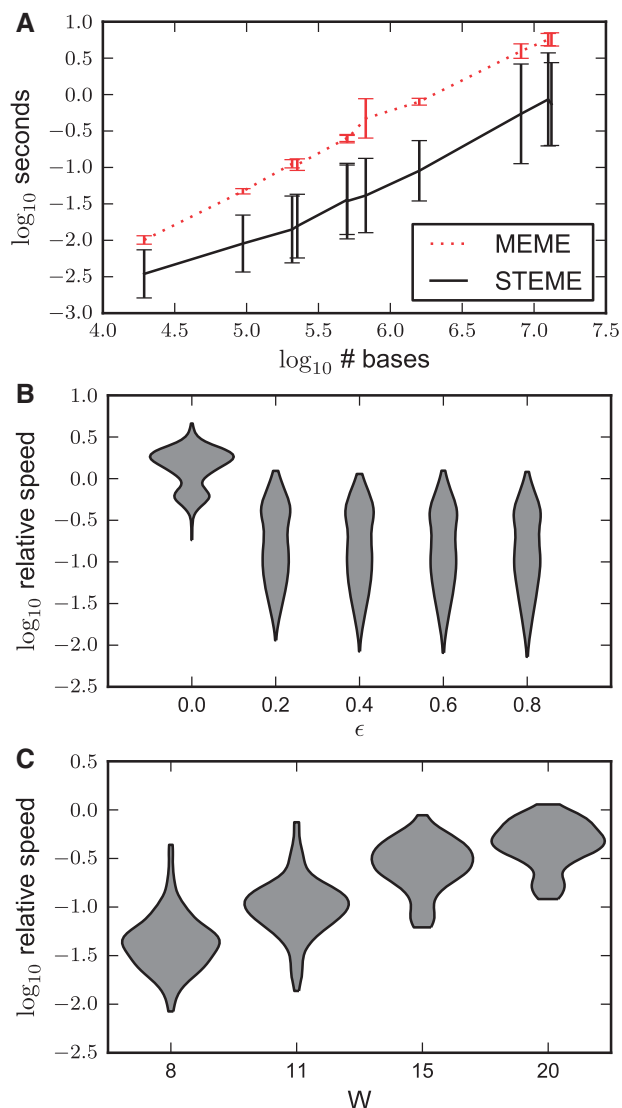 A
log10 seconds
1.0
0.5
0.0
−0.5
−1.0
−1.5
−2.0
−2.5
−3.0
MEME
STEME
4.0 4.5 5.0 5.5 6.0 6.5 7.0 7.5
log10 # bases
B
log10 relative speed
1.0
0.5
0.0
−0.5
−1.0
−1.5
−2.0
−2.5
0.0 0.2 0.4 0.6 0.8
ϵ
C
log10 relative speed
0.5
0.0
−0.5
−1.0
−1.5
−2.0
−2.5
8 11 15 20
W